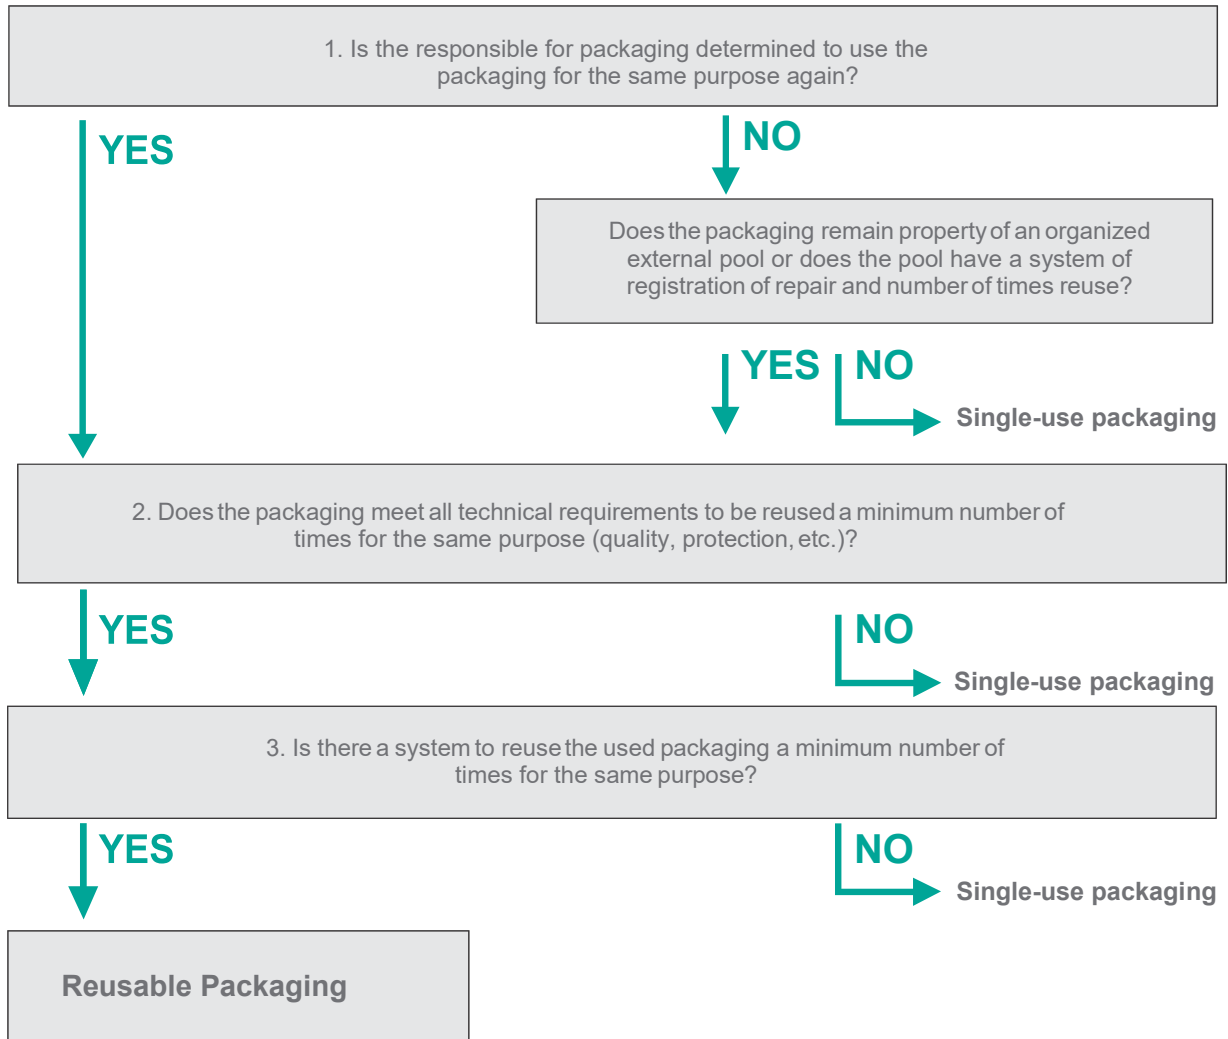 1. Is the responsible for packaging determined to use the
packaging for the same purpose again?
YES
NO
Does the packaging remain property of an organized
external pool or does the pool have a system of
registration of repair and number of times reuse?
YES
NO
Single-use packaging
2. Does the packaging meet all technical requirements to be reused a minimum number of
times for the same purpose (quality, protection, etc.)?
YES
NO
Single-use packaging
3. Is there a system to reuse the used packaging a minimum number of
times for the same purpose?
YES
NO
Single-use packaging
Reusable Packaging